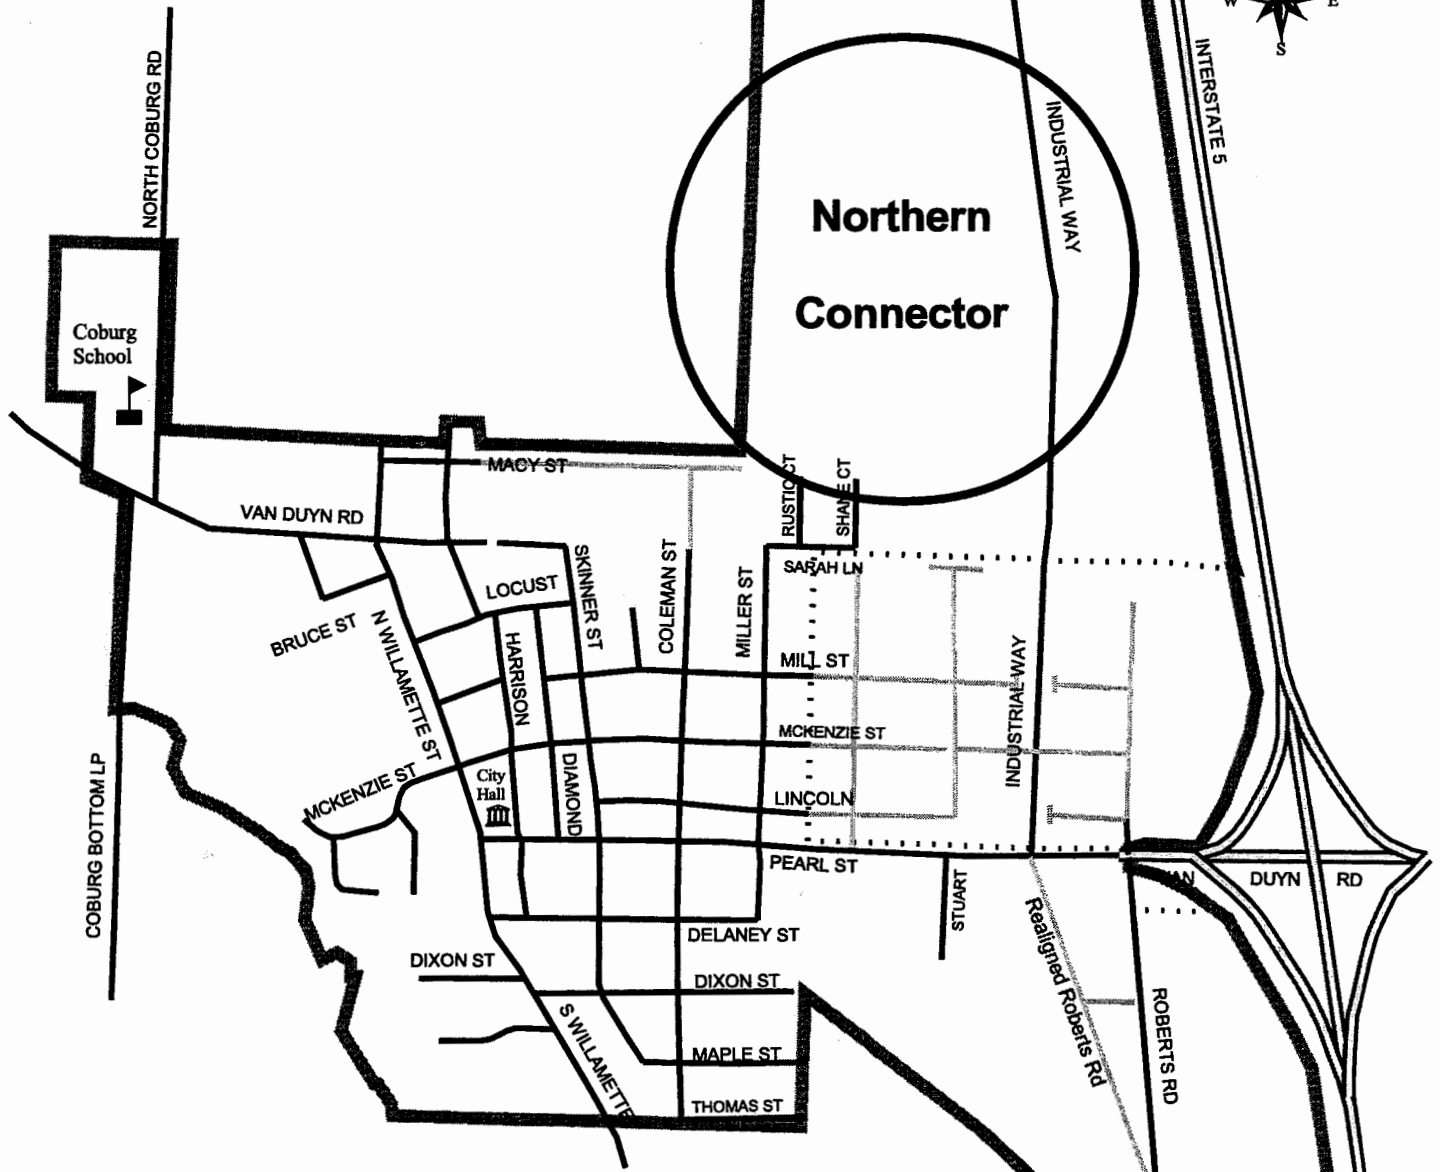 W
E
S
INTERSTATE 5
NORTH COBURG RD
INDUSTRIAL WAY
Northern
Connector
Coburg
School
MACY ST
RUSTIC CT
SHANE CT
VAN DUYN RD
SKINNER ST
COLEMAN ST
MILLER ST
SARAH LN
LOCUST
BRUCE ST
N WILLAMETTE ST
HARRISON
MILL ST
INDUSTRIAL WAY
MCKENZIE ST
MCKENZIE ST
City
Hall
DIAMOND
LINCOLN
COBURG BOTTOM LP
PEARL ST
STUART
VAN DUYN RD
DELANEY ST
Realigned Roberts Rd
DIXON ST
DIXON ST
ROBERTS RD
S WILLAMETTE
MAPLE ST
THOMAS ST